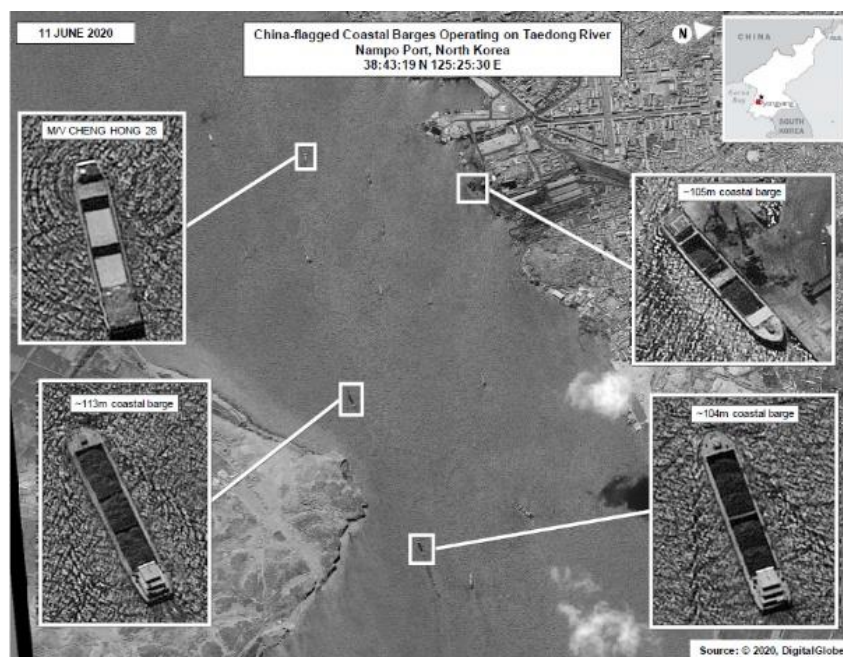 11 JUNE 2020
China-flagged Coastal Barges Operating on Taedong River
Nampo Port, North Korea
38:43:19 N 125:25:30 E
N
CHINA
Pyongyang
SOUTH
KOREA
M/V CHENG HONG 28
~105m coastal barge
~113m coastal barge
~104m coastal barge
Source: © 2020, DigitalGlobe